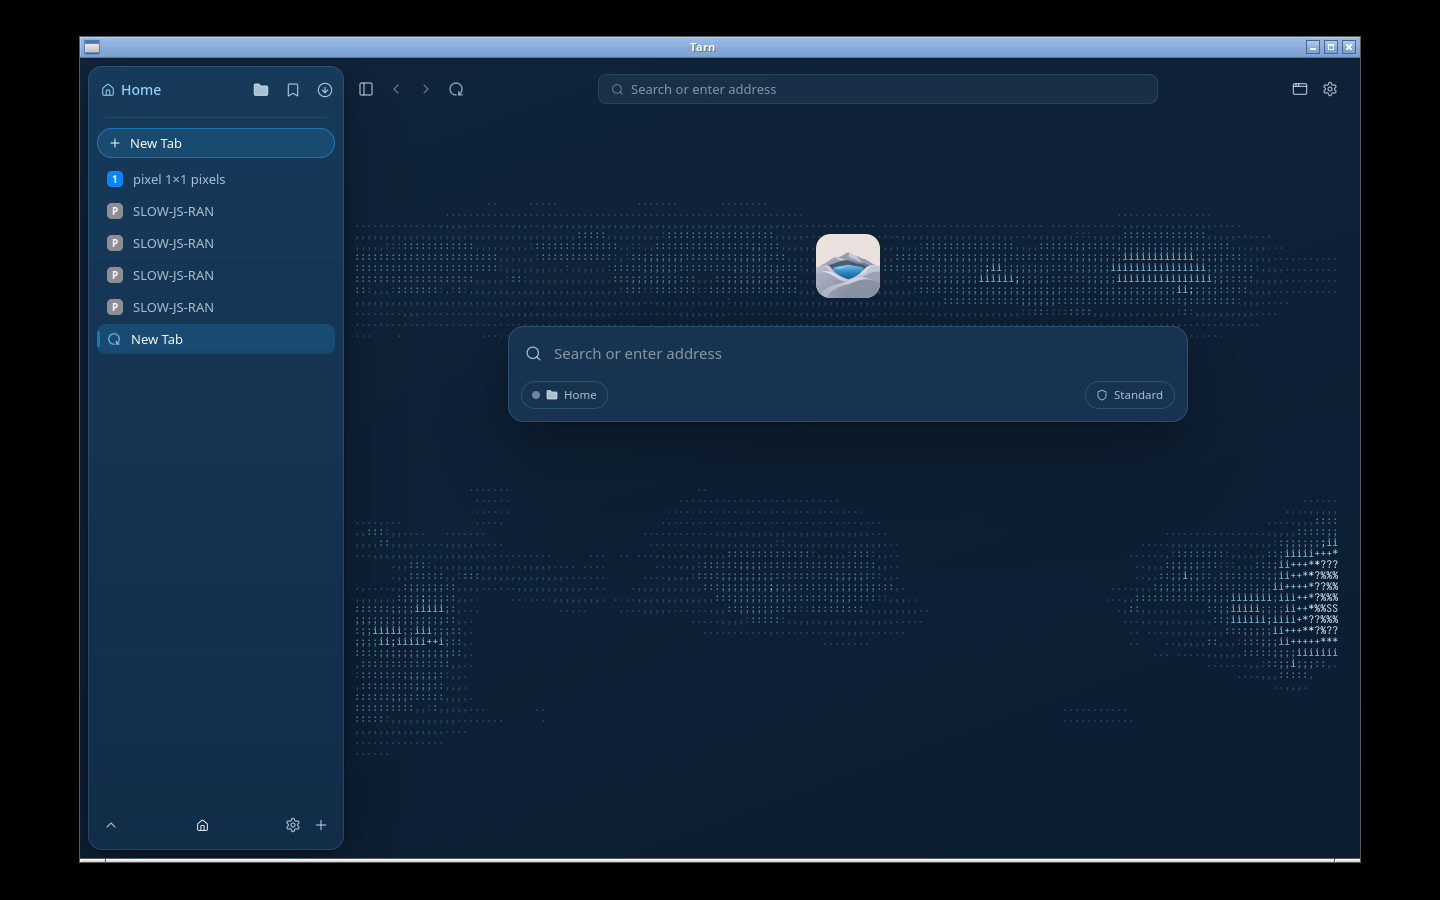 Tarn
Home
Search or enter address
New Tab
1 pixel 1×1 pixels
P SLOW-JS-RAN
P SLOW-JS-RAN
P SLOW-JS-RAN
P SLOW-JS-RAN
New Tab
Search or enter address
Home
Standard